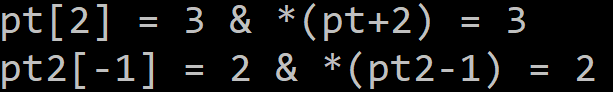 pt[2] = 3 & *(pt+2) = 3
pt2[-1] = 2 & *(pt2-1) = 2